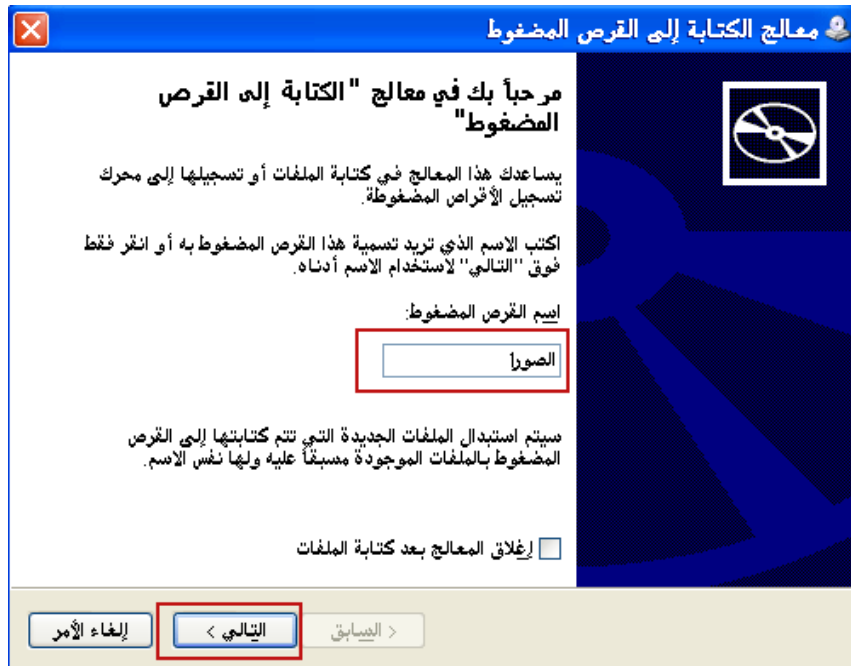 معالج الكتابة إلى القرص المضغوط
مرحباً بك في معالج "الكتابة إلى القرص
المضغوط"
يساعدك هذا المعالج في كتابة الملفات أو تسجيلها إلى محرك
تسجيل الأقراص المضغوطة.
اكتب الاسم الذي تريد تسمية هذا القرص المضغوط به أو انقر فقط
فوق "التالي" لاستخدام الاسم أدناه.
اسم القرص المضغوط:
الصور
سيتم استبدال الملفات الجديدة التي تتم كتابتها إلى القرص
المضغوط بالملفات الموجودة مسبقاً عليه ولها نفس الاسم.
إغلاق المعالج بعد كتابة الملفات
< السابق
التالي >
إلغاء الأمر